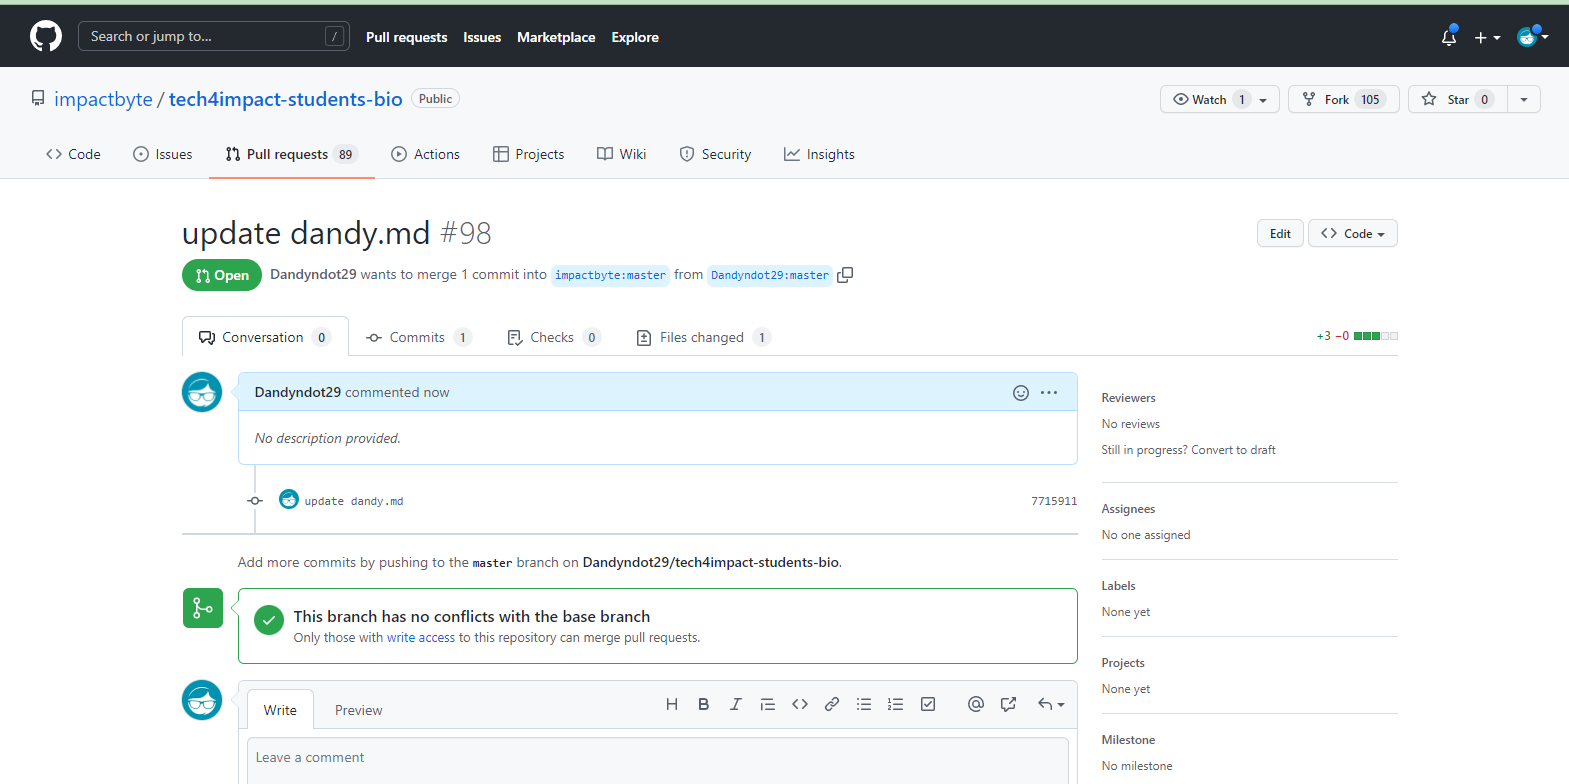 Search or jump to... / Pull requests Issues Marketplace Explore
impactbyte / tech4impact-students-bio Public Watch 1 Fork 105 Star 0
Code Issues Pull requests 89 Actions Projects Wiki Security Insights
update dandy.md #98 Edit Code
Open Dandyndot29 wants to merge 1 commit into impactbyte:master from Dandyndot29:master
Conversation 0 Commits 1 Checks 0 Files changed 1 +3 −0
Dandyndot29 commented now
No description provided.
update dandy.md 7715911
Add more commits by pushing to the master branch on Dandyndot29/tech4impact-students-bio.
This branch has no conflicts with the base branch
Only those with write access to this repository can merge pull requests.
Write Preview H B I @
Leave a comment
Reviewers
No reviews
Still in progress? Convert to draft
Assignees
No one assigned
Labels
None yet
Projects
None yet
Milestone
No milestone